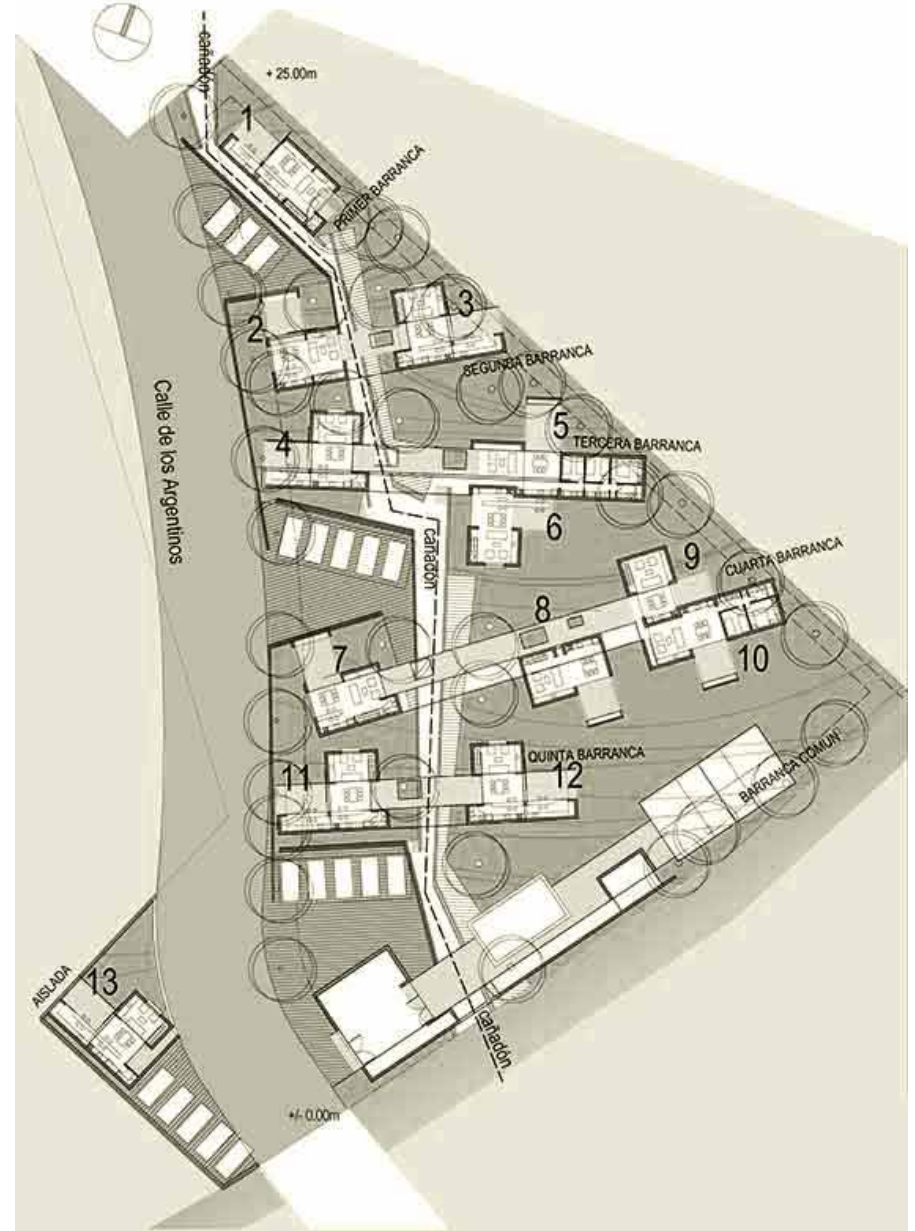 cañadón
+ 25.00m
1
PRIMER BARRANCA
2
3
SEGUNBA BARRANCA
4
5
TERCERA BARRANCA
Calle de los Argentinos
6
cañadón
9
CUARTA BARRANCA
8
7
10
QUINTA BARRANCA
11
12
BARRANCA COMUN
13
AISLADA
cañadón
+/- 0.00m